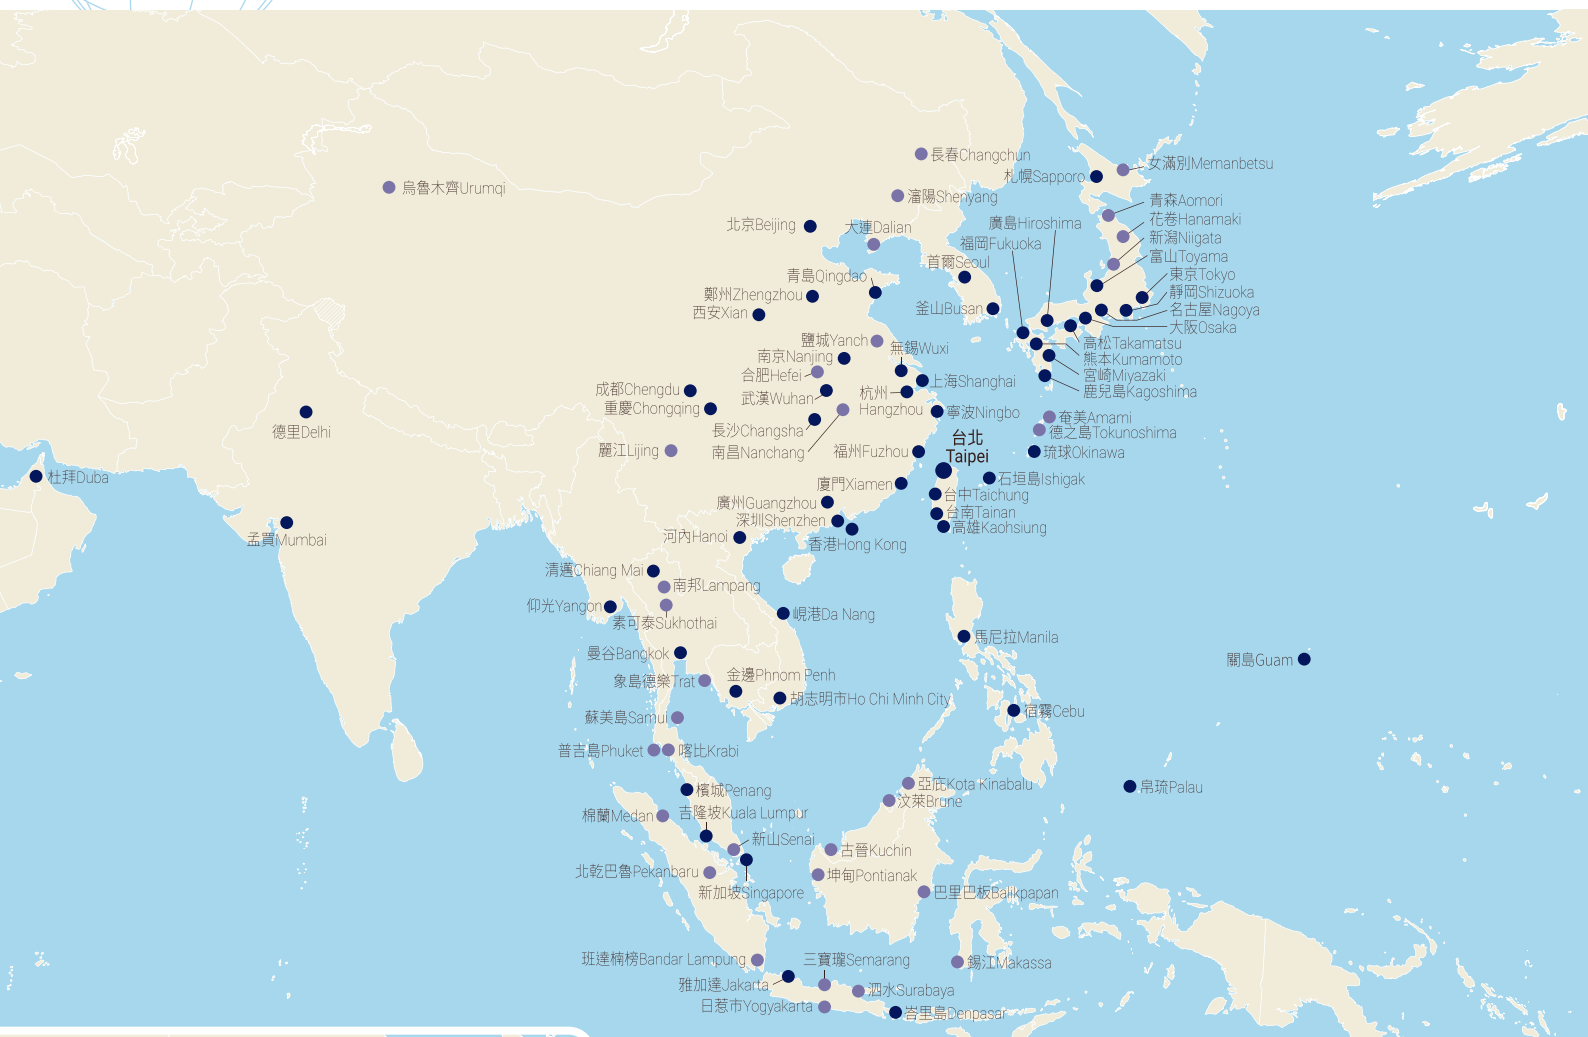 長春Changchun
女滿別Memanbetsu
札幌Sapporo
烏魯木齊Urumqi
瀋陽Shenyang
青森Aomori
北京Beijing
大連Dalian
廣島Hiroshima
花卷Hanamaki
福岡Fukuoka
新潟Niigata
首爾Seoul
富山Toyama
青島Qingdao
東京Tokyo
鄭州Zhengzhou
靜岡Shizuoka
西安Xian
釜山Busan
名古屋Nagoya
大阪Osaka
鹽城Yanch
無錫Wuxi
高松Takamatsu
南京Nanjing
熊本Kumamoto
合肥Hefei
宮崎Miyazaki
成都Chengdu
上海Shanghai
鹿兒島Kagoshima
武漢Wuhan
杭州
Hangzhou
重慶Chongqing
寧波Ningbo
奄美Amami
德里Delhi
長沙Changsha
德之島Tokunoshima
台北
Taipei
麗江Lijing
南昌Nanchang
福州Fuzhou
琉球Okinawa
杜拜Duba
廈門Xiamen
石垣島Ishigak
台中Taichung
廣州Guangzhou
台南Tainan
深圳Shenzhen
高雄Kaohsiung
孟買Mumbai
河內Hanoi
香港Hong Kong
清邁Chiang Mai
南邦Lampang
仰光Yangon
峴港Da Nang
素可泰Sukhothai
馬尼拉Manila
曼谷Bangkok
關島Guam
金邊Phnom Penh
象島德樂Trat
胡志明市Ho Chi Minh City
蘇美島Samui
宿霧Cebu
普吉島Phuket
喀比Krabi
檳城Penang
亞庇Kota Kinabalu
帛琉Palau
汶萊Brune
棉蘭Medan
吉隆坡Kuala Lumpur
新山Senai
古晉Kuchin
北乾巴魯Pekanbaru
坤甸Pontianak
新加坡Singapore
巴里巴板Balikpapan
班達楠榜Bandar Lampung
三寶瓏Semarang
錫江Makassa
雅加達Jakarta
泗水Surabaya
日惹市Yogyakarta
峇里島Denpasar